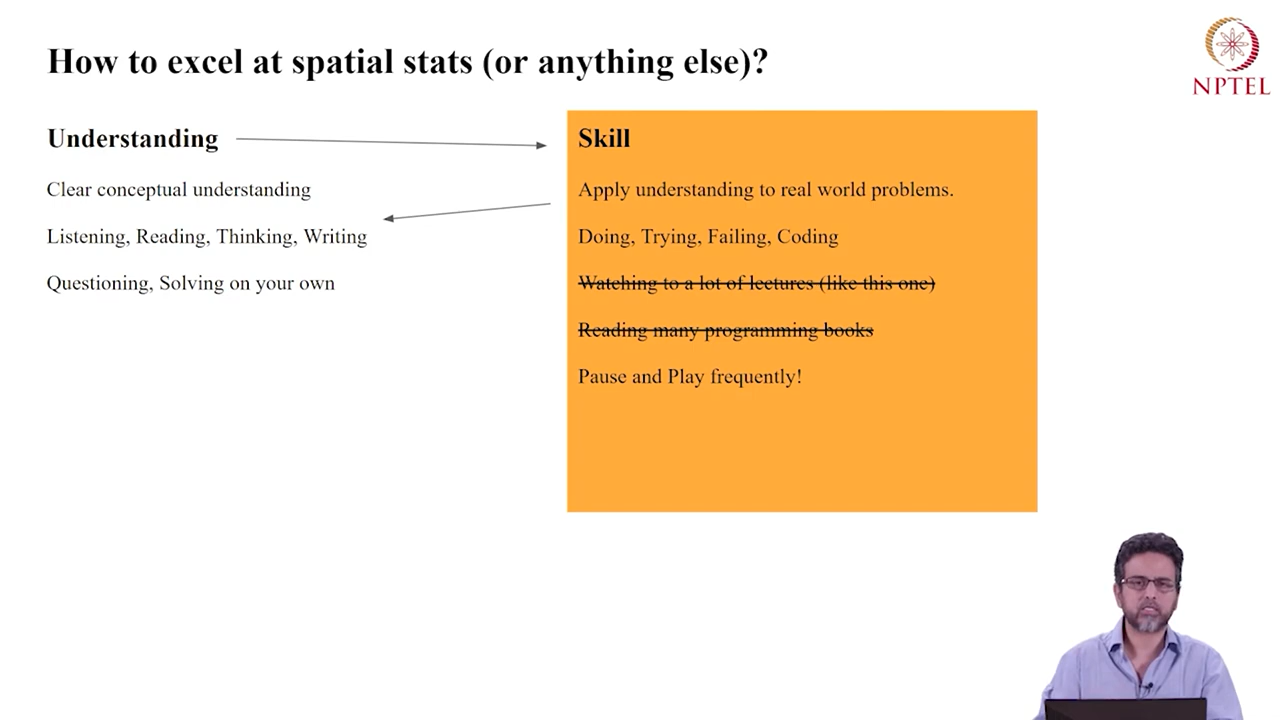 How to excel at spatial stats (or anything else)?
NPTEL
Understanding
Clear conceptual understanding
Listening, Reading, Thinking, Writing
Questioning, Solving on your own
Skill
Apply understanding to real world problems.
Doing, Trying, Failing, Coding
Watching to a lot of lectures (like this one)
Reading many programming books
Pause and Play frequently!